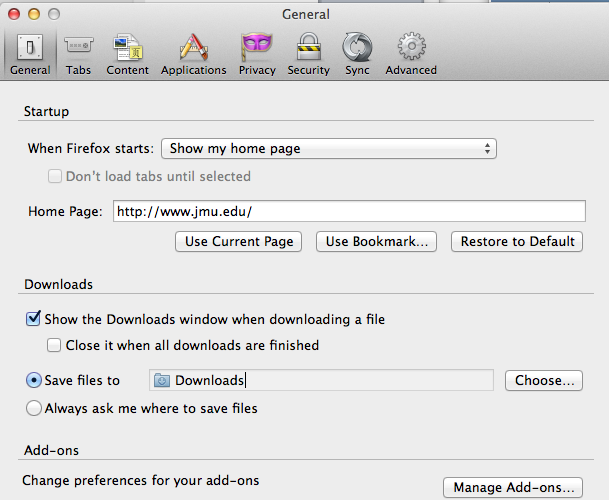 General
General Tabs Content Applications Privacy Security Sync Advanced
Startup
When Firefox starts: Show my home page
Don't load tabs until selected
Home Page: http://www.jmu.edu/
Use Current Page Use Bookmark... Restore to Default
Downloads
Show the Downloads window when downloading a file
Close it when all downloads are finished
Save files to Downloads Choose...
Always ask me where to save files
Add-ons
Change preferences for your add-ons Manage Add-ons...